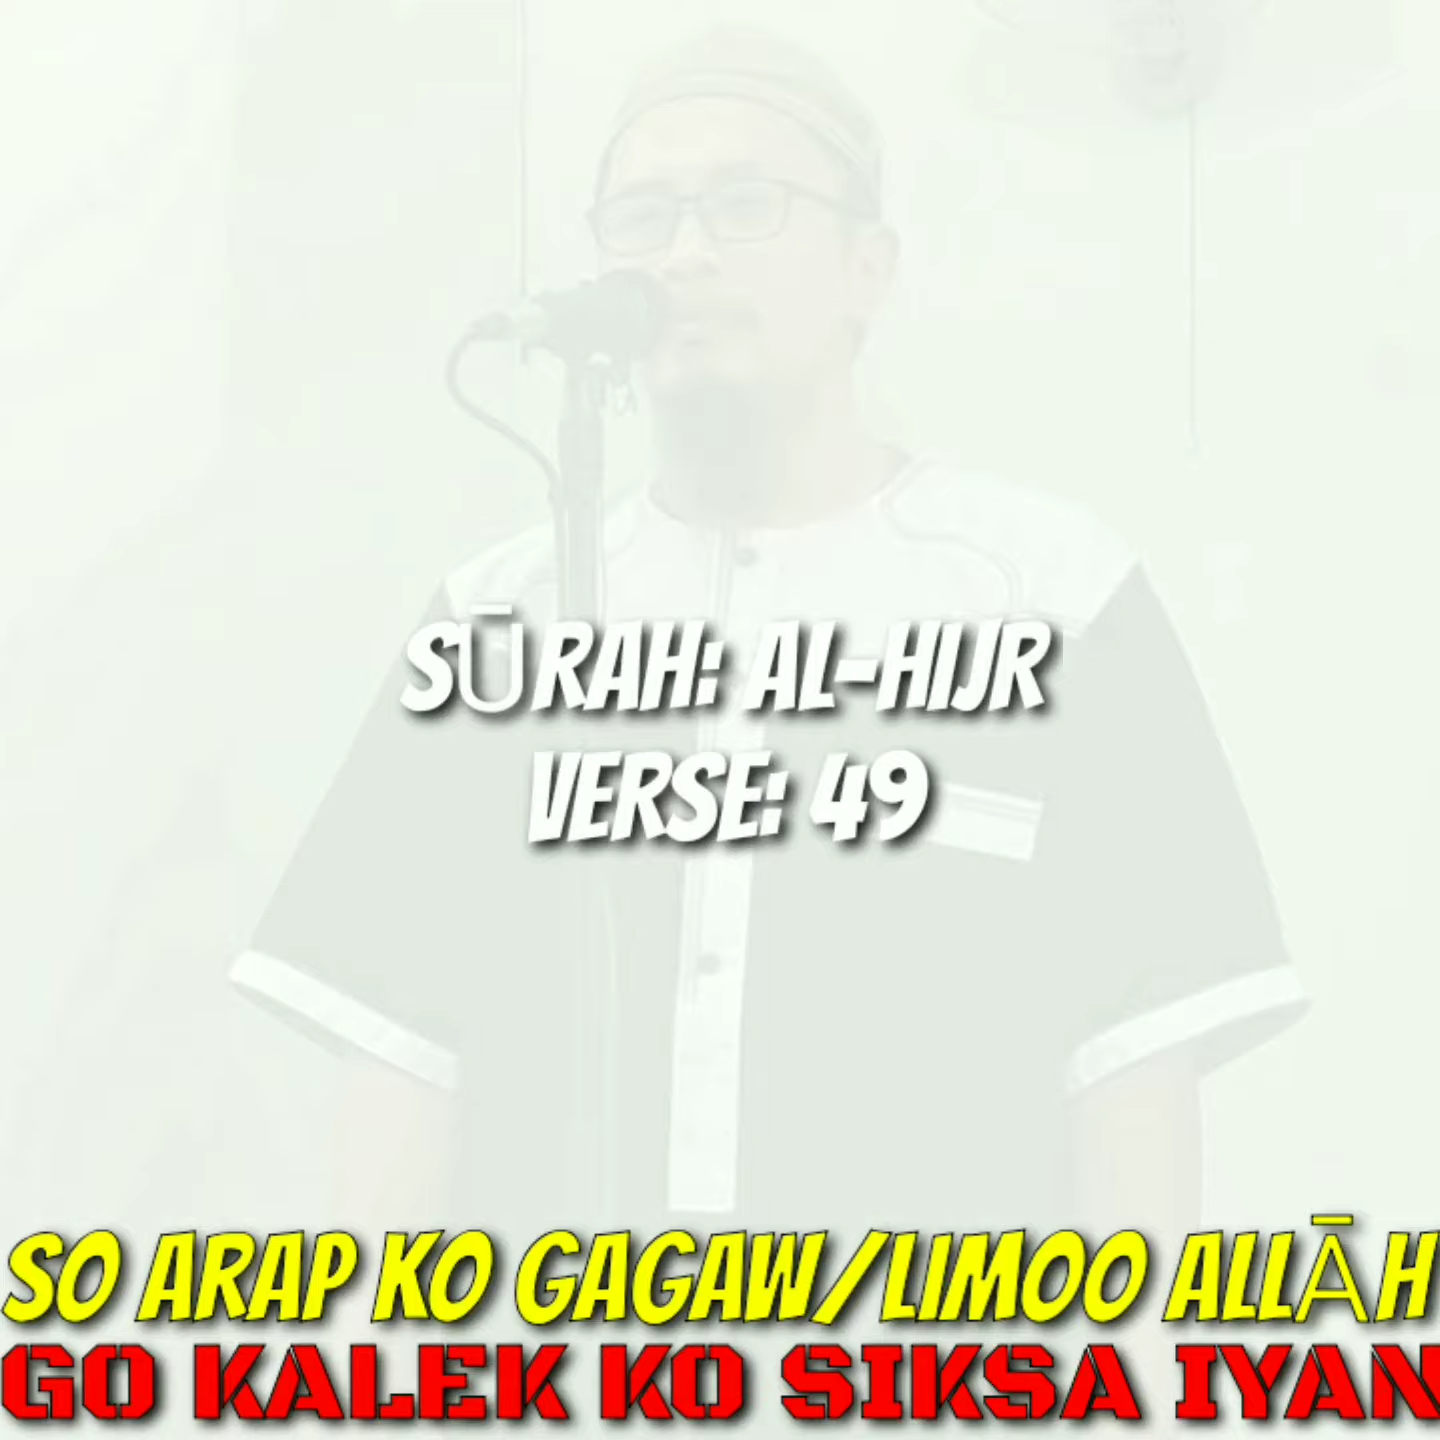 SŪRAH: AL-HIJR
VERSE: 49
SO ARAP KO GAGAW/LIMOO ALLĀH
GO KALEK KO SIKSA IYAN